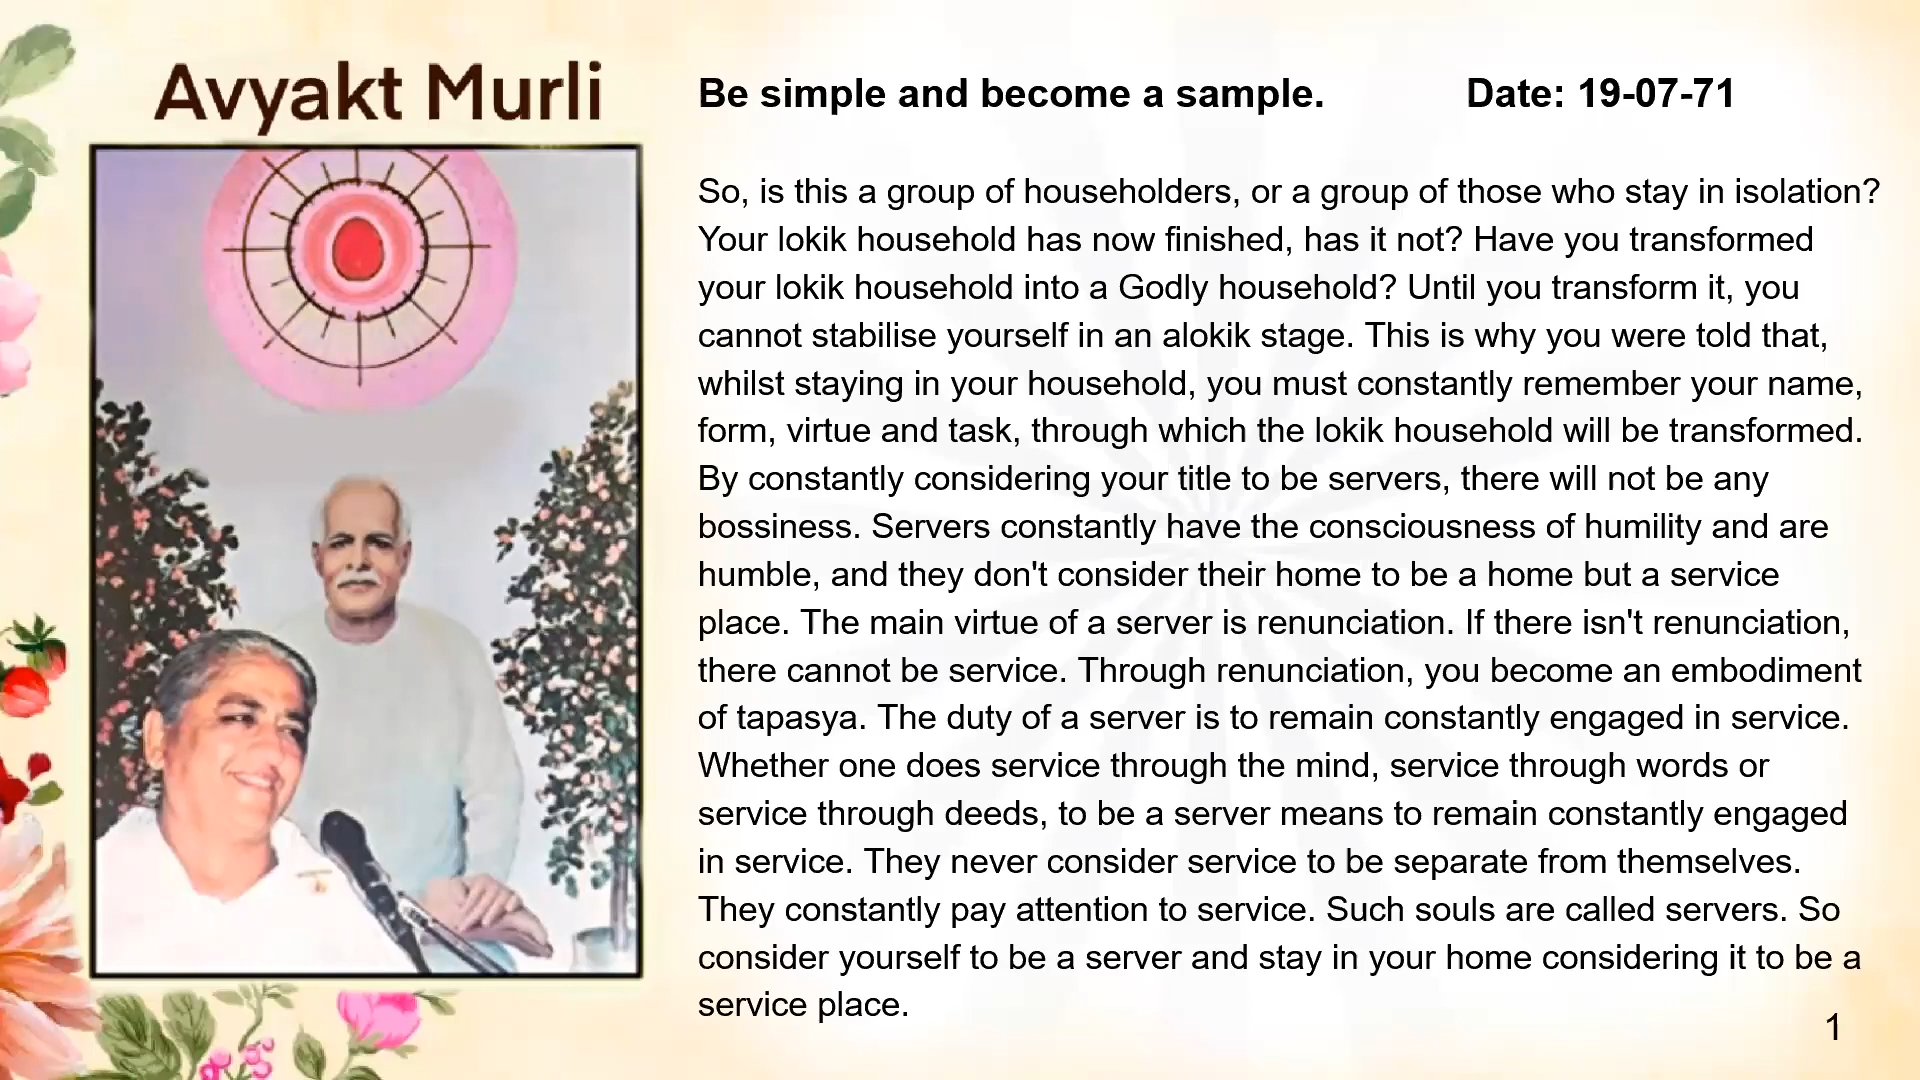 Avyakt Murli
Be simple and become a sample. Date: 19-07-71
So, is this a group of householders, or a group of those who stay in isolation?
Your lokik household has now finished, has it not? Have you transformed
your lokik household into a Godly household? Until you transform it, you
cannot stabilise yourself in an alokik stage. This is why you were told that,
whilst staying in your household, you must constantly remember your name,
form, virtue and task, through which the lokik household will be transformed.
By constantly considering your title to be servers, there will not be any
bossiness. Servers constantly have the consciousness of humility and are
humble, and they don't consider their home to be a home but a service
place. The main virtue of a server is renunciation. If there isn't renunciation,
there cannot be service. Through renunciation, you become an embodiment
of tapasya. The duty of a server is to remain constantly engaged in service.
Whether one does service through the mind, service through words or
service through deeds, to be a server means to remain constantly engaged
in service. They never consider service to be separate from themselves.
They constantly pay attention to service. Such souls are called servers. So
consider yourself to be a server and stay in your home considering it to be a
service place.
1